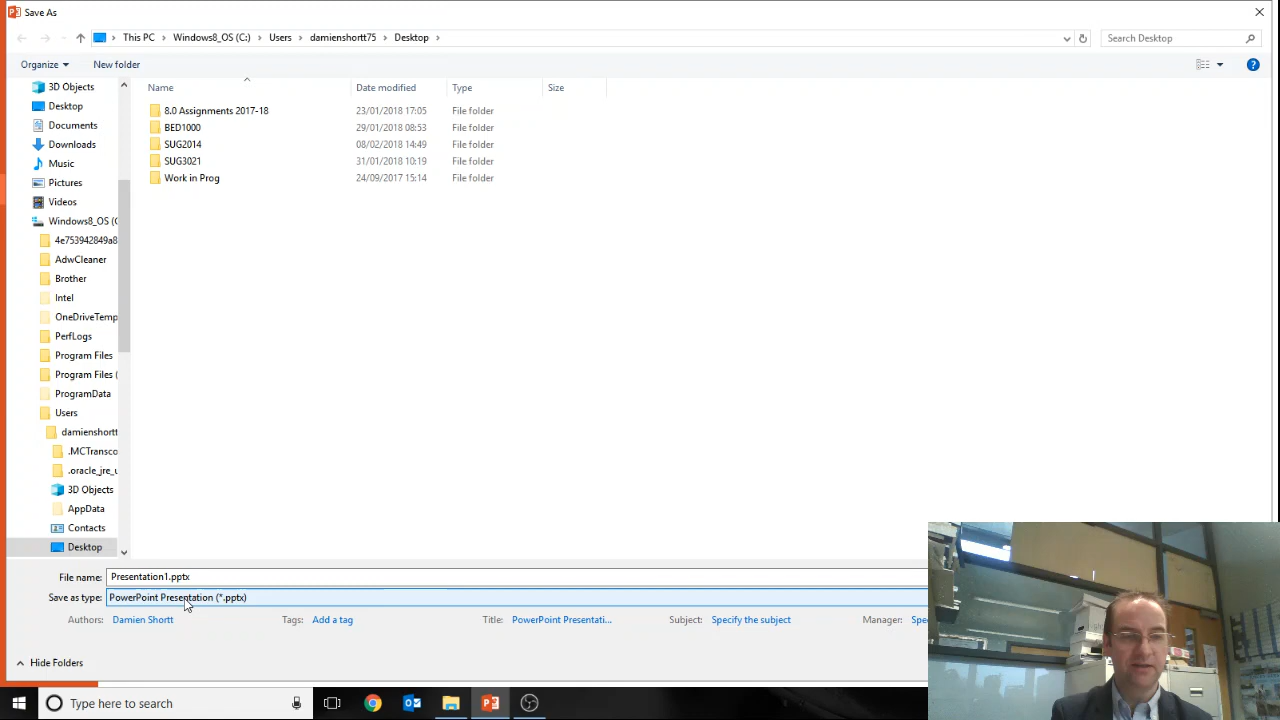 Save As
This PC > Windows8_OS (C:) > Users > damienshortt75 > Desktop >
Search Desktop
Organize
New folder
Name Date modified Type Size
8.0 Assignments 2017-18 23/01/2018 17:05 File folder
BED1000 29/01/2018 08:53 File folder
SUG2014 08/02/2018 14:49 File folder
SUG3021 31/01/2018 10:19 File folder
Work in Prog 24/09/2017 15:14 File folder
3D Objects
Desktop
Documents
Downloads
Music
Pictures
Videos
Windows8_OS (C
4e753942849a8
AdwCleaner
Brother
Intel
OneDriveTemp
PerfLogs
Program Files
Program Files (
ProgramData
Users
damienshortt
.MCTransco
.oracle_jre_u
3D Objects
AppData
Contacts
Desktop
File name: Presentation1.pptx
Save as type: PowerPoint Presentation (*.pptx)
Authors: Damien Shortt Tags: Add a tag Title: PowerPoint Presentati... Subject: Specify the subject Manager: Spe
Hide Folders
Type here to search